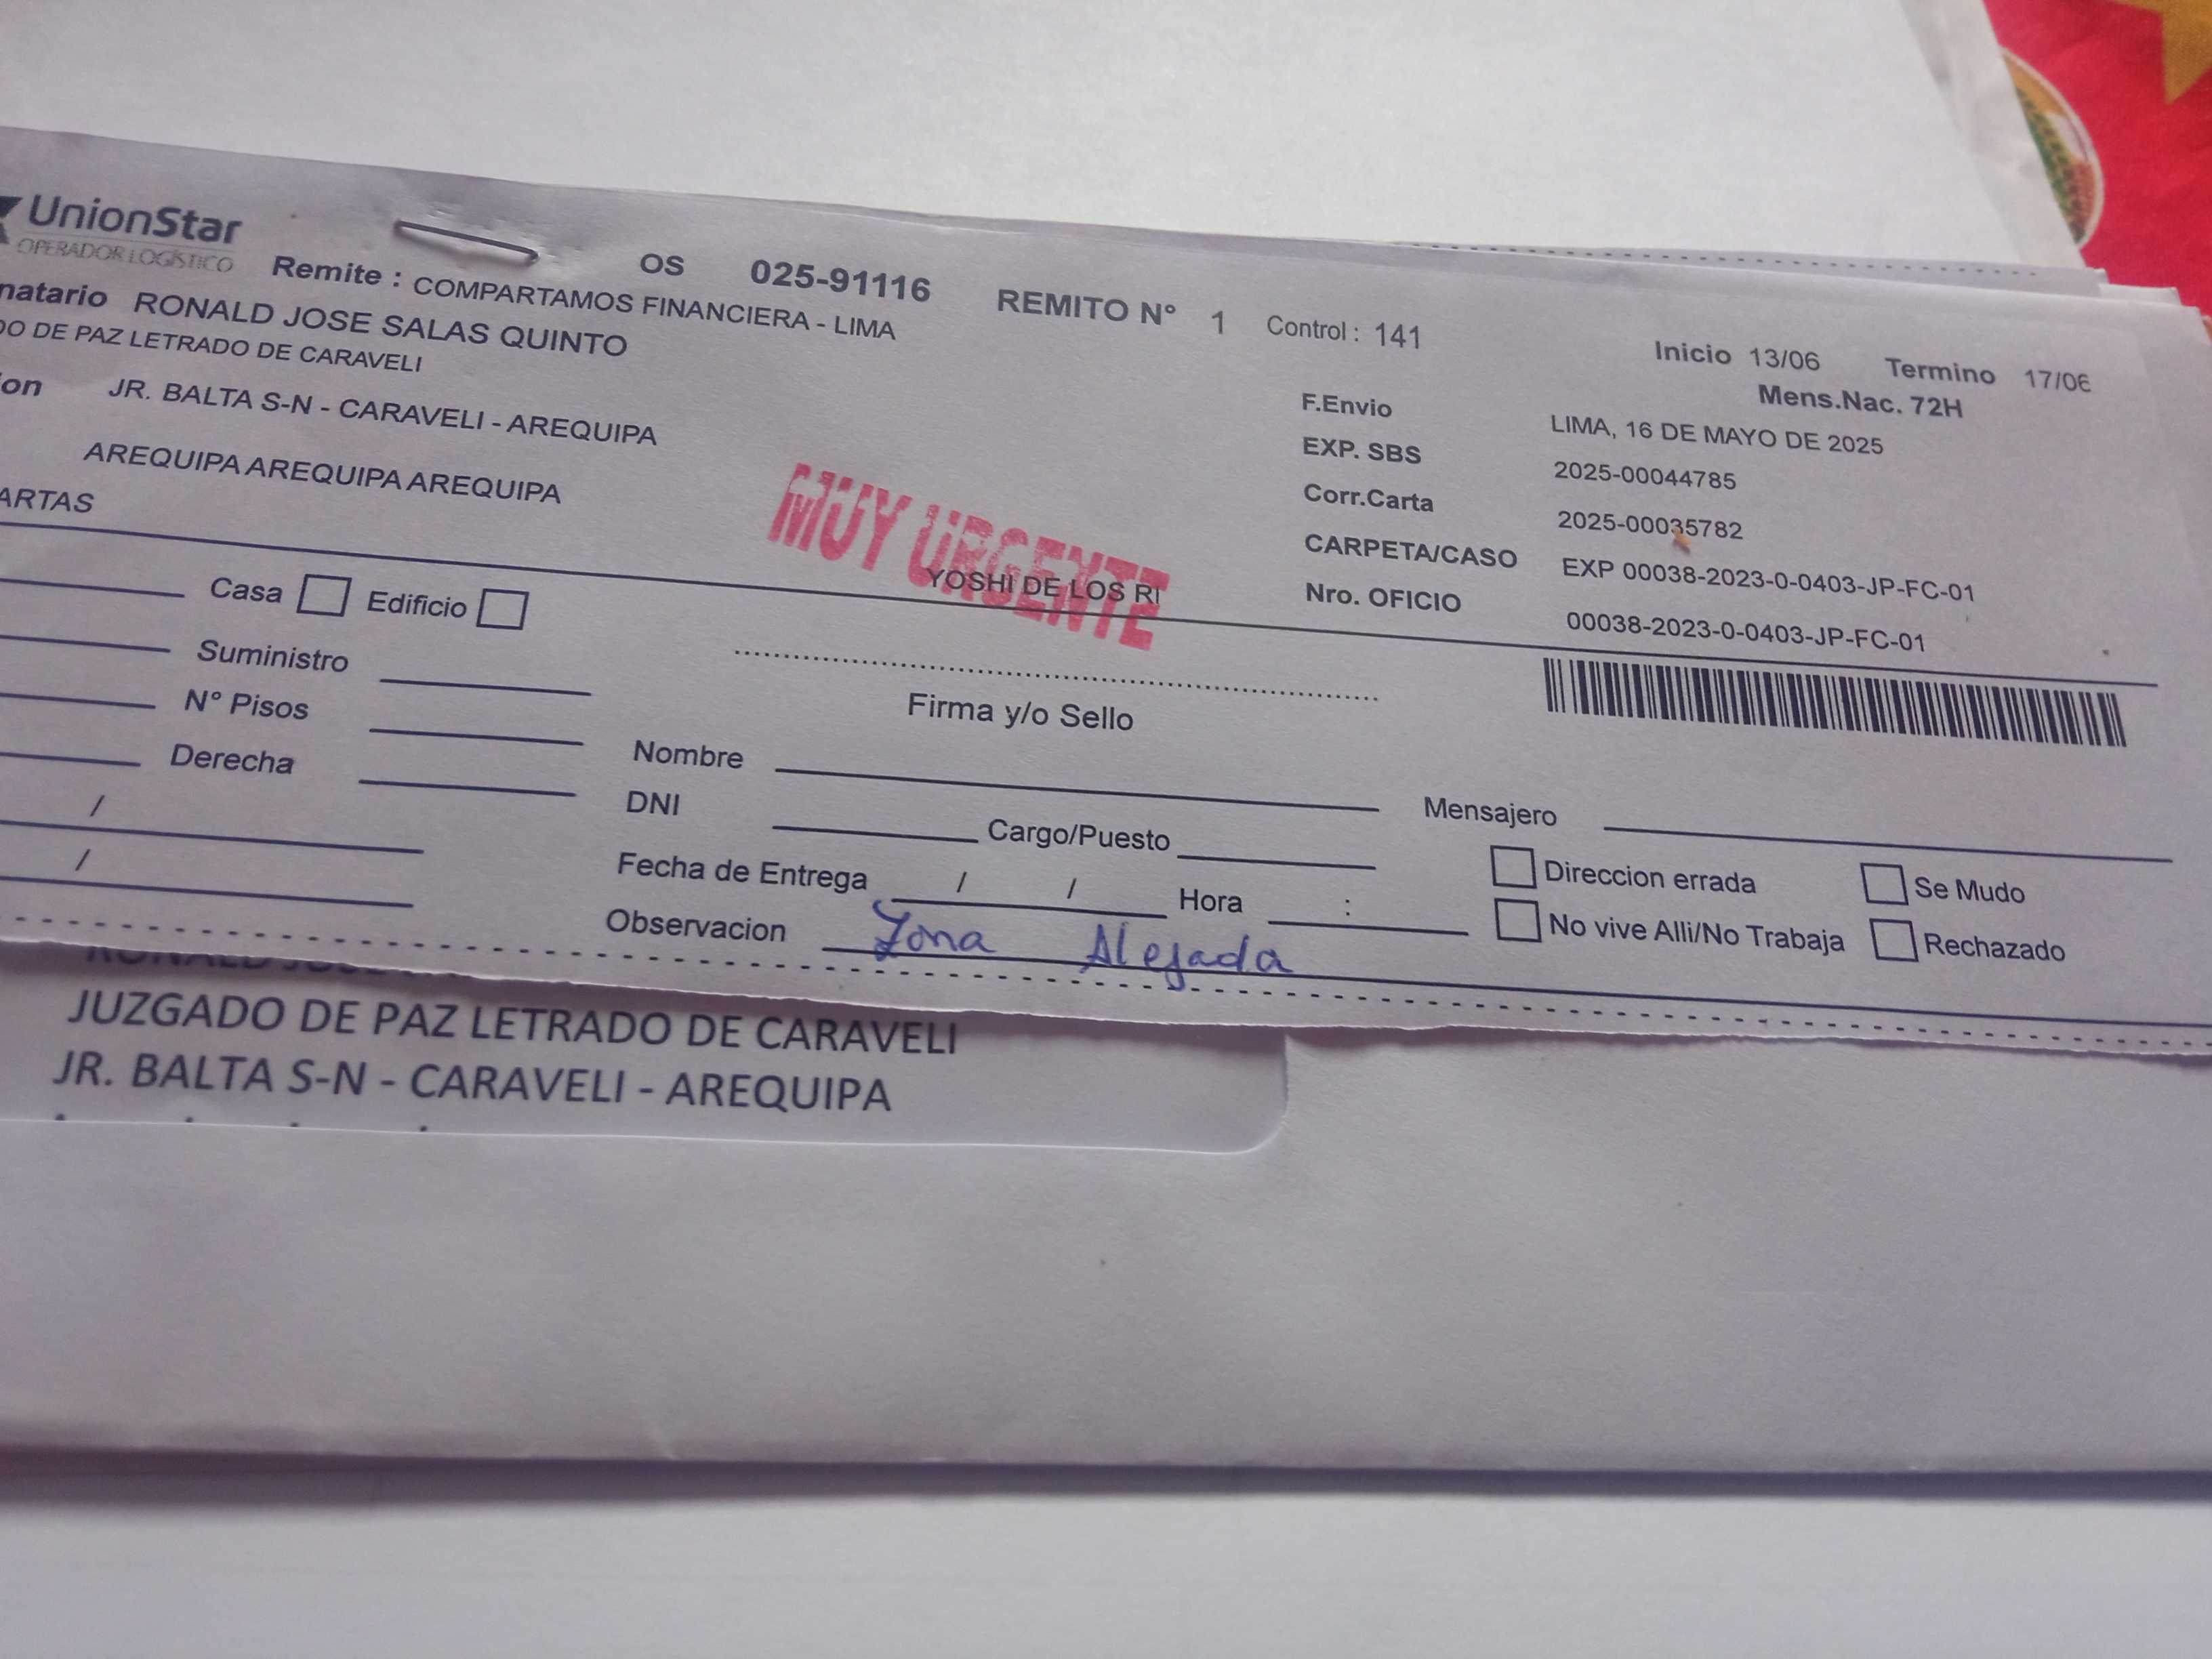 UnionStar
OPERADOR LOGÍSTICO
Remite : COMPARTAMOS FINANCIERA - LIMA
OS 025-91116 REMITO N° 1 Control : 141
Inicio 13/06 Termino 17/06
Mens.Nac. 72H
natario RONALD JOSE SALAS QUINTO
DO DE PAZ LETRADO DE CARAVELI
ion JR. BALTA S-N - CARAVELI - AREQUIPA
AREQUIPA AREQUIPA AREQUIPA
ARTAS
F.Envio LIMA, 16 DE MAYO DE 2025
EXP. SBS 2025-00044785
Corr.Carta 2025-00035782
CARPETA/CASO EXP 00038-2023-0-0403-JP-FC-01
Nro. OFICIO 00038-2023-0-0403-JP-FC-01
MUY URGENTE
YOSHI DE LOS RI
Casa Edificio
Suministro
N° Pisos
Derecha
/
/
Firma y/o Sello
Nombre
DNI Cargo/Puesto
Fecha de Entrega / / Hora :
Observacion Zona Alejada
Mensajero
Direccion errada Se Mudo
No vive Alli/No Trabaja Rechazado
RONALD JOSE
JUZGADO DE PAZ LETRADO DE CARAVELI
JR. BALTA S-N - CARAVELI - AREQUIPA